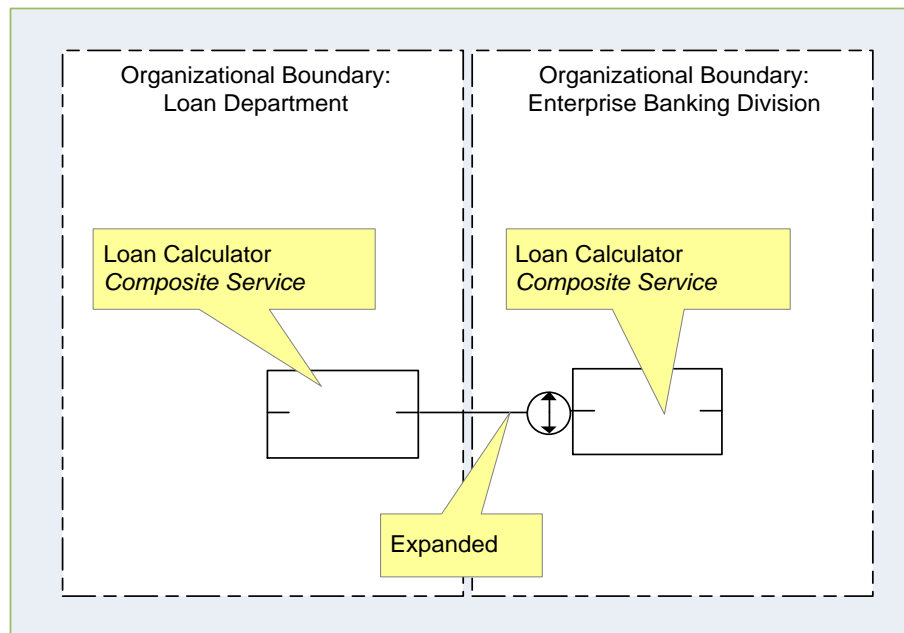 Organizational Boundary:
Loan Department
Organizational Boundary:
Enterprise Banking Division
Loan Calculator
Composite Service
Loan Calculator
Composite Service
Expanded